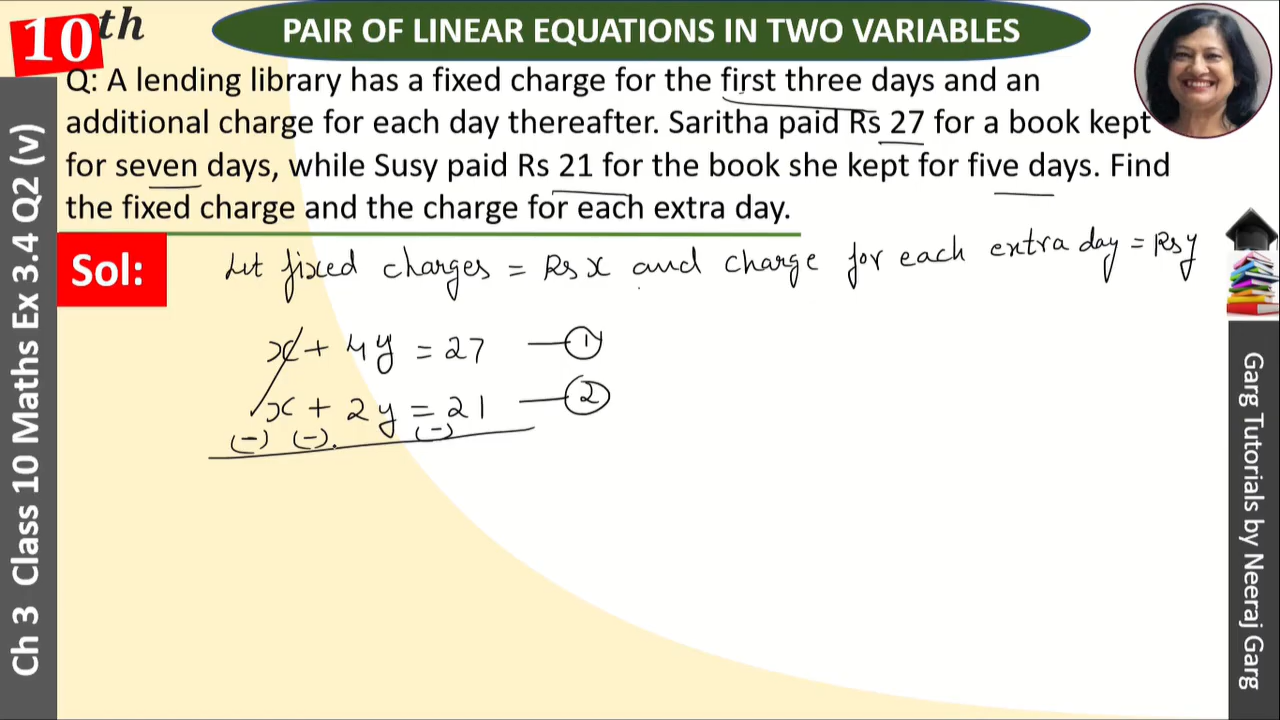 10th
PAIR OF LINEAR EQUATIONS IN TWO VARIABLES
Q: A lending library has a fixed charge for the first three days and an
additional charge for each day thereafter. Saritha paid Rs 27 for a book kept
for seven days, while Susy paid Rs 21 for the book she kept for five days. Find
the fixed charge and the charge for each extra day.
Sol:
Let fixed charges = Rs x and charge for each extra day = Rs y
x + 4y = 27 — 1
x + 2y = 21 — 2
(-) (-). (-)
Ch 3 Class 10 Maths Ex 3.4 Q2 (v)
Garg Tutorials by Neeraj Garg